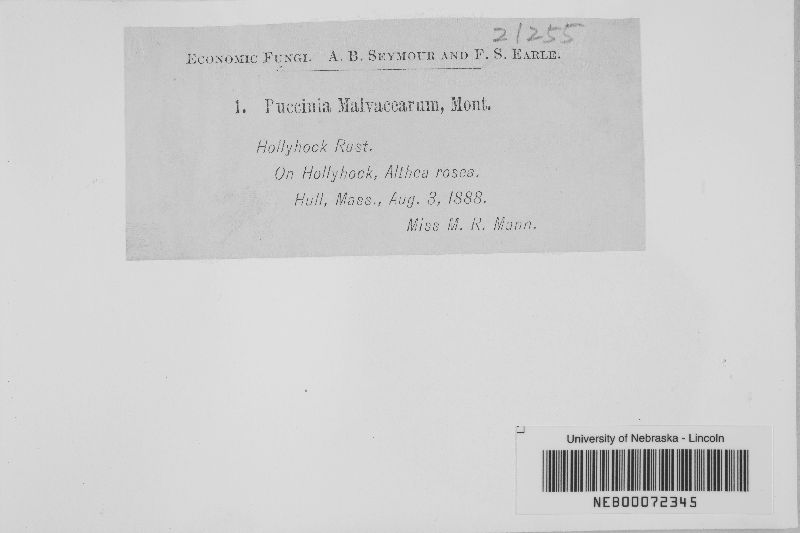 21255
Economic Fungi. A. B. Seymour and F. S. Earle.
1. Puccinia Malvacearum, Mont.
Hollyhock Rust.
On Hollyhock, Althea rosea.
Hull, Mass., Aug. 3, 1888.
Miss M. R. Mann.
University of Nebraska - Lincoln
NEB00072345